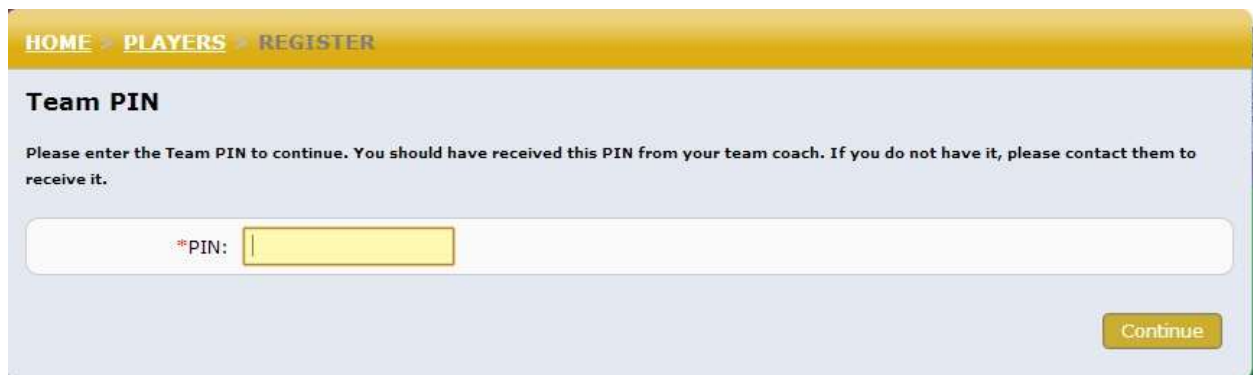 HOME > PLAYERS > REGISTER
Team PIN
Please enter the Team PIN to continue. You should have received this PIN from your team coach. If you do not have it, please contact them to
receive it.
*PIN:
Continue